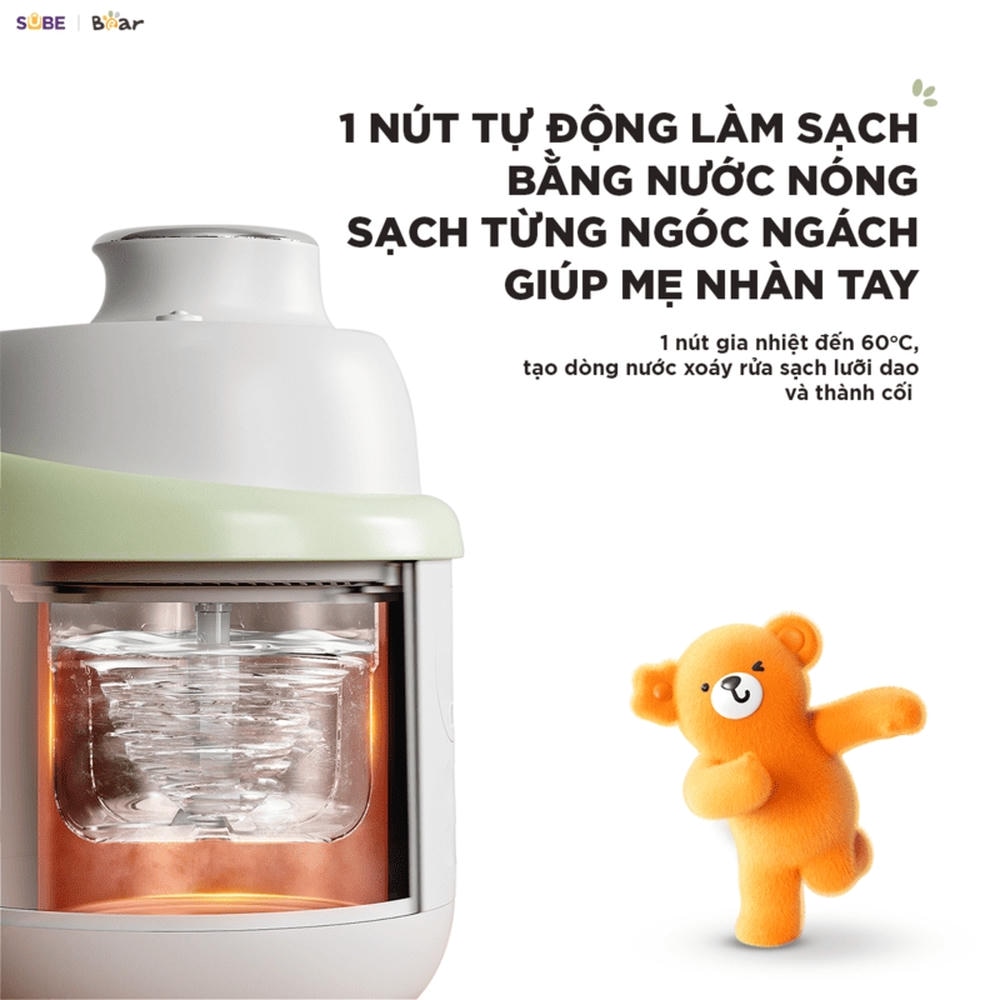 SUBE | Bear
1 NÚT TỰ ĐỘNG LÀM SẠCH
BẰNG NƯỚC NÓNG
SẠCH TỪNG NGÓC NGÁCH
GIÚP MẸ NHÀN TAY
1 nút gia nhiệt đến 60°C,
tạo dòng nước xoáy rửa sạch lưỡi dao
và thành cối